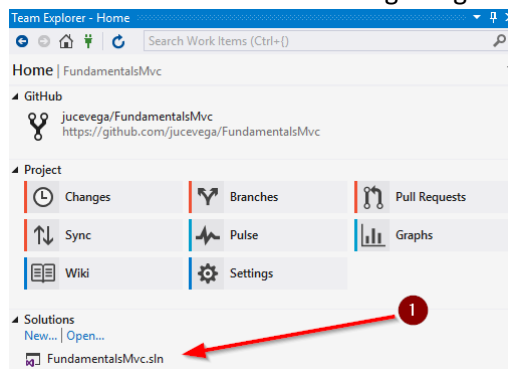 Team Explorer - Home
Search Work Items (Ctrl+{)
Home | FundamentalsMvc
GitHub
jucevega/FundamentalsMvc
https://github.com/jucevega/FundamentalsMvc
Project
Changes Branches Pull Requests
Sync Pulse Graphs
Wiki Settings
1
Solutions
New... | Open...
FundamentalsMvc.sln